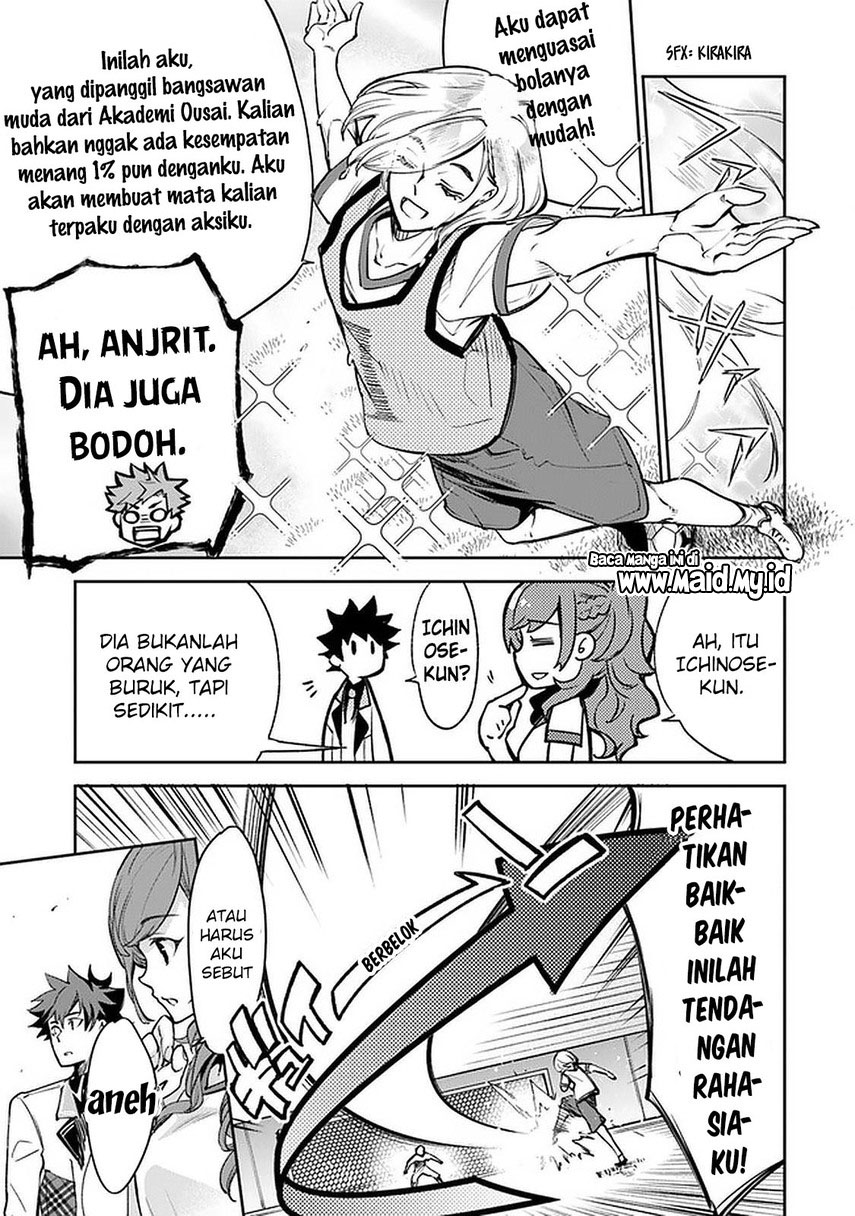 SFX: KIRAKIRA
Aku dapat
menguasai
bolanya
dengan
mudah!
Inilah aku,
yang dipanggil bangsawan
muda dari Akademi Ousai. Kalian
bahkan nggak ada kesempatan
menang 1% pun denganku. Aku
akan membuat mata kalian
terpaku dengan aksiku.
AH, ANJRIT.
DIA JUGA
BODOH.
Baca Manga ini di
www.Maid.My.id
AH, ITU
ICHINOSE-
KUN.
ICHIN
OSE-
KUN?
DIA BUKANLAH
ORANG YANG
BURUK, TAPI
SEDIKIT.....
PERHA-
TIKAN
BAIK-
BAIK
INILAH
TENDA-
NGAN
RAHA-
SIA-
KU!
BERBELOK
ギュイ
ATAU
HARUS
AKU
SEBUT
aneh